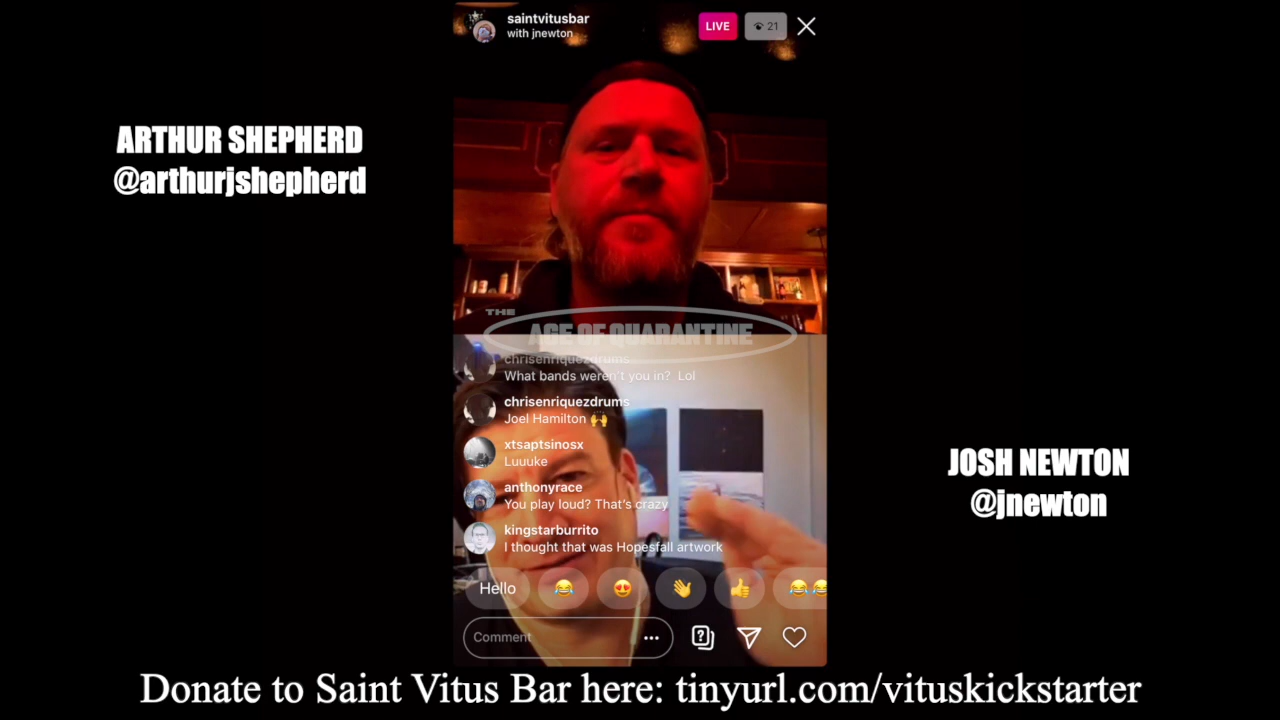 saintvitusbar
with jnewton
LIVE
21
ARTHUR SHEPHERD
@arthurjshepherd
THE
AGE OF QUARANTINE
chrisenriquezdrums
What bands weren't you in? Lol
chrisenriquezdrums
Joel Hamilton 🙌
xtsaptsinosx
Luuuke
anthonyrace
You play loud? That's crazy
kingstarburrito
I thought that was Hopesfall artwork
JOSH NEWTON
@jnewton
Hello 😂 😍 👋 👍 😂😂
Comment
Donate to Saint Vitus Bar here: tinyurl.com/vituskickstarter